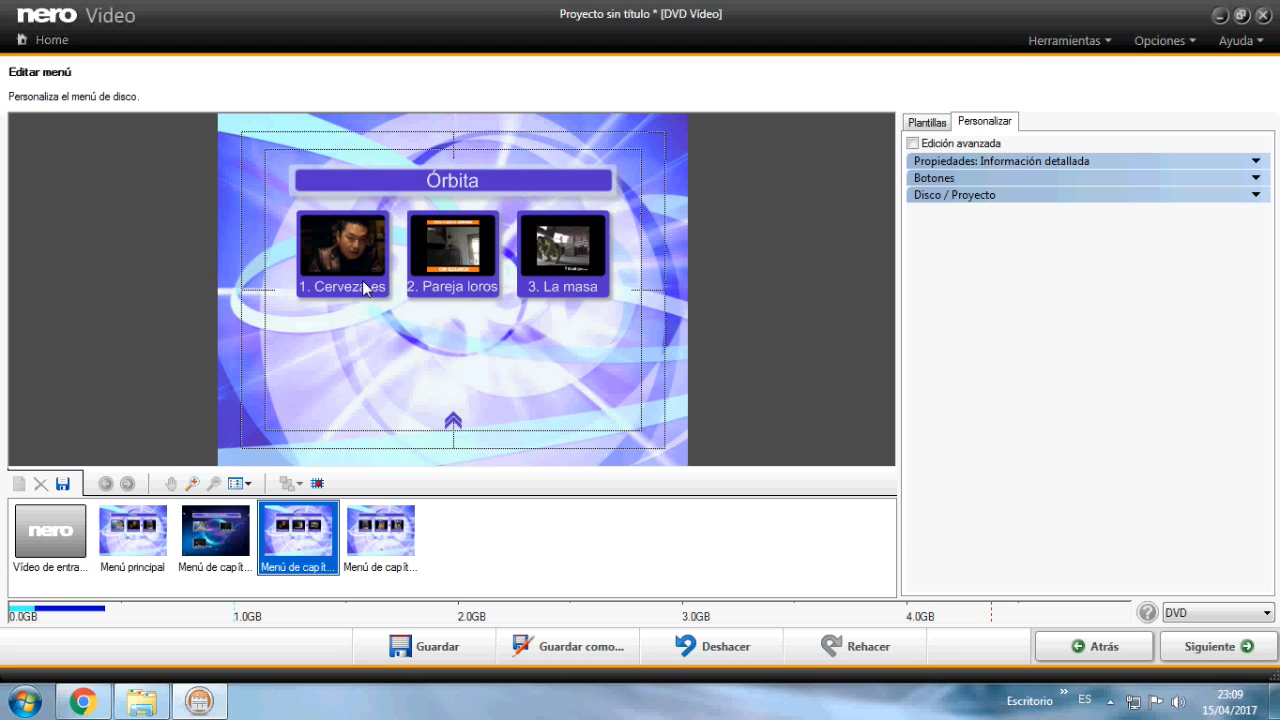 nero Video
Proyecto sin título * [DVD Vídeo]
Home
Herramientas
Opciones
Ayuda
Editar menú
Personaliza el menú de disco.
Plantillas
Personalizar
Edición avanzada
Propiedades: Información detallada
Botones
Disco / Proyecto
Órbita
2. Pareja loros
3. La masa
nero
Vídeo de entra...
Menú principal
Menú de capít...
Menú de capít...
Menú de capít...
0.0GB
1.0GB
2.0GB
3.0GB
4.0GB
DVD
Guardar
Guardar como...
Deshacer
Rehacer
Atrás
Siguiente
Escritorio
ES
23:09
15/04/2017